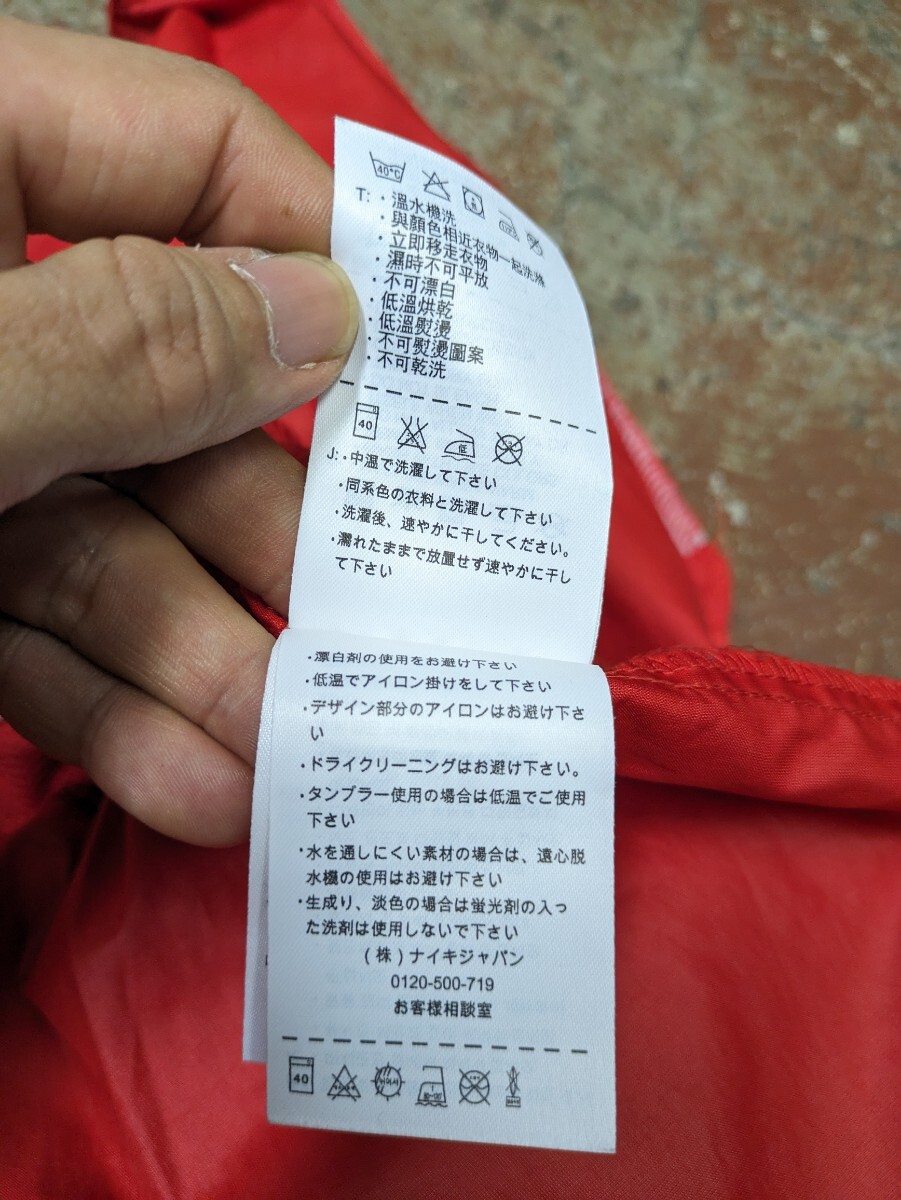 40°C
T: ・溫水機洗
・與顏色相近衣物一起洗滌
・立即移走衣物
・濕時不可平放
・不可漂白
・低溫烘乾
・低溫熨燙
・不可熨燙圖案
・不可乾洗
40
低
J: ・中温で洗濯して下さい
・同系色の衣料と洗濯して下さい
・洗濯後、速やかに干してください。
・濡れたままで放置せず速やかに干し
て下さい
・漂白剤の使用をお避け下さい
・低温でアイロン掛けをして下さい
・デザイン部分のアイロンはお避け下さ
い
・ドライクリーニングはお避け下さい。
・タンブラー使用の場合は低温でご使用
下さい
・水を通しにくい素材の場合は、遠心脱
水機の使用はお避け下さい
・生成り、淡色の場合は蛍光剤の入っ
た洗剤は使用しないで下さい
(株)ナイキジャパン
0120-500-719
お客様相談室
40